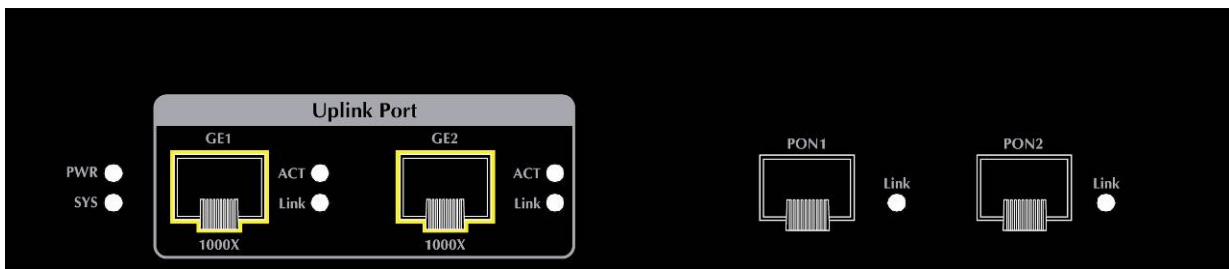 Uplink Port
GE1
GE2
PON1
PON2
PWR
ACT
ACT
Link
Link
SYS
Link
Link
1000X
1000X